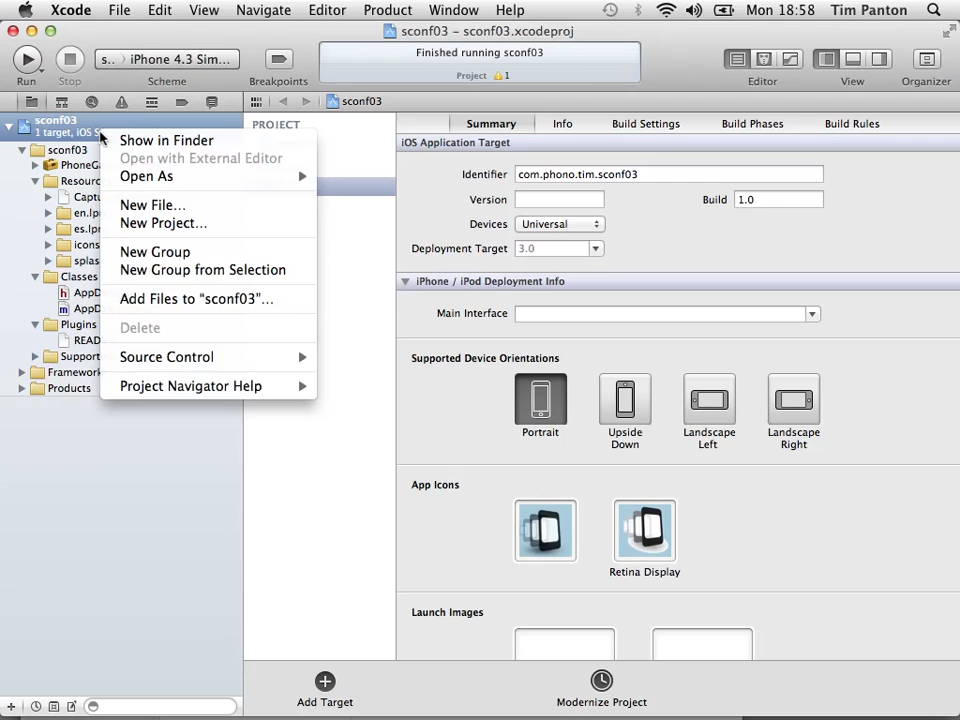 Xcode File Edit View Navigate Editor Product Window Help Mon 18:58 Tim Panton
sconf03 – sconf03.xcodeproj
s.. iPhone 4.3 Sim...
Finished running sconf03
Project 1
Run Stop Scheme Breakpoints Editor View Organizer
sconf03
sconf03
1 target, iOS S
sconf03
PhoneGa
Resourc
Captu
en.lpr
es.lpr
icons
splas
Classes
AppD
AppD
Plugins
READ
Support
Framework
Products
Show in Finder
Open with External Editor
Open As
New File...
New Project...
New Group
New Group from Selection
Add Files to “sconf03”...
Delete
Source Control
Project Navigator Help
PROJECT
Summary Info Build Settings Build Phases Build Rules
iOS Application Target
Identifier com.phono.tim.sconf03
Version Build 1.0
Devices Universal
Deployment Target 3.0
iPhone / iPod Deployment Info
Main Interface
Supported Device Orientations
Portrait
Upside Down
Landscape Left
Landscape Right
App Icons
Retina Display
Launch Images
Add Target
Modernize Project